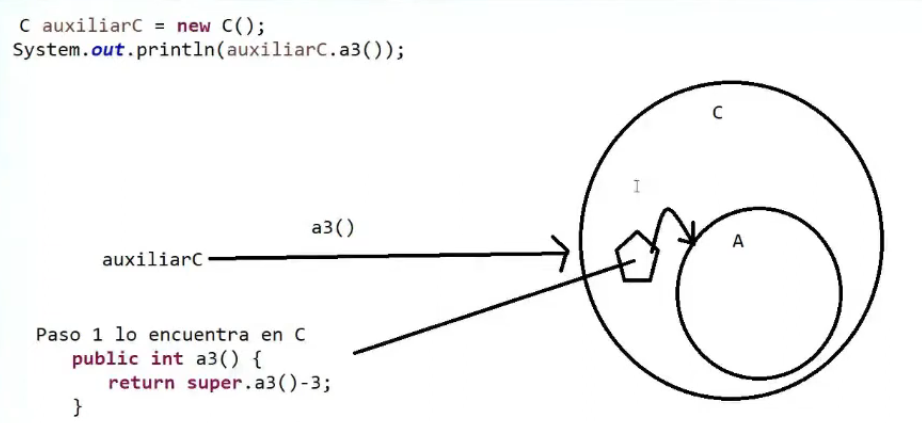 C auxiliarC = new C();
System.out.println(auxiliarC.a3());
C
A
a3()
auxiliarC
Paso 1 lo encuentra en C
public int a3() {
return super.a3()-3;
}